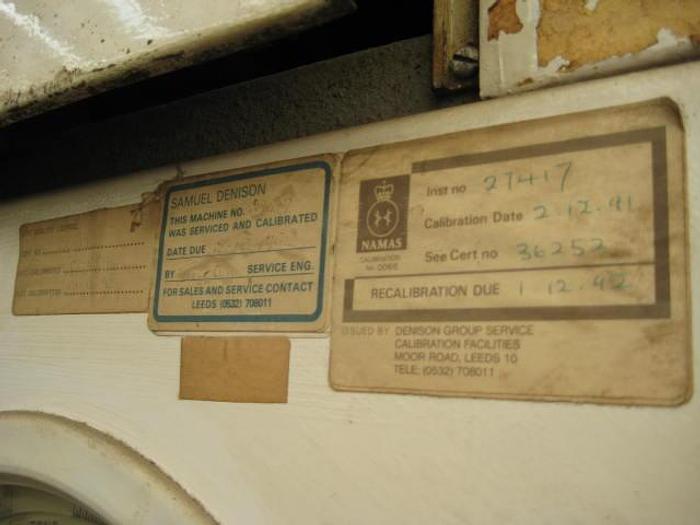 SAMUEL DENISON
THIS MACHINE NO.
WAS SERVICED AND CALIBRATED
DATE DUE
BY SERVICE ENG.
FOR SALES AND SERVICE CONTACT
LEEDS (0532) 708011
NAMAS
CALIBRATION
Inst no 27417
Calibration Date 2.12.91
See Cert no 36252
RECALIBRATION DUE 1 12.92
ISSUED BY DENISON GROUP SERVICE
CALIBRATION FACILITIES
MOOR ROAD, LEEDS 10
TELE: (0532) 708011